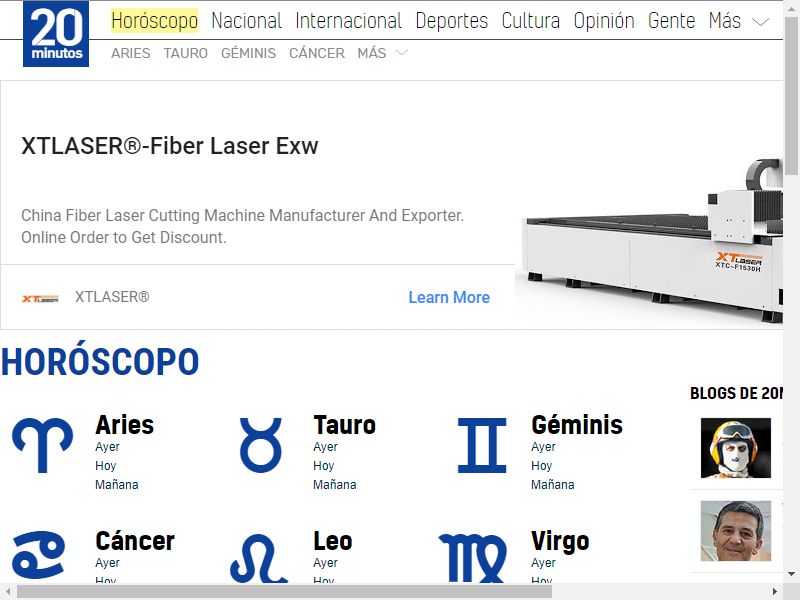 20
minutos
Horóscopo Nacional Internacional Deportes Cultura Opinión Gente Más
ARIES TAURO GÉMINIS CÁNCER MÁS
XTLASER®-Fiber Laser Exw
China Fiber Laser Cutting Machine Manufacturer And Exporter.
Online Order to Get Discount.
XTLASER
XTLASER®
Learn More
XTLASER
XTC-F1530H
HORÓSCOPO
BLOGS DE 20
Aries
Ayer
Hoy
Mañana
Tauro
Ayer
Hoy
Mañana
Géminis
Ayer
Hoy
Mañana
Cáncer
Ayer
Hoy
Leo
Ayer
Hoy
Virgo
Ayer
Hoy